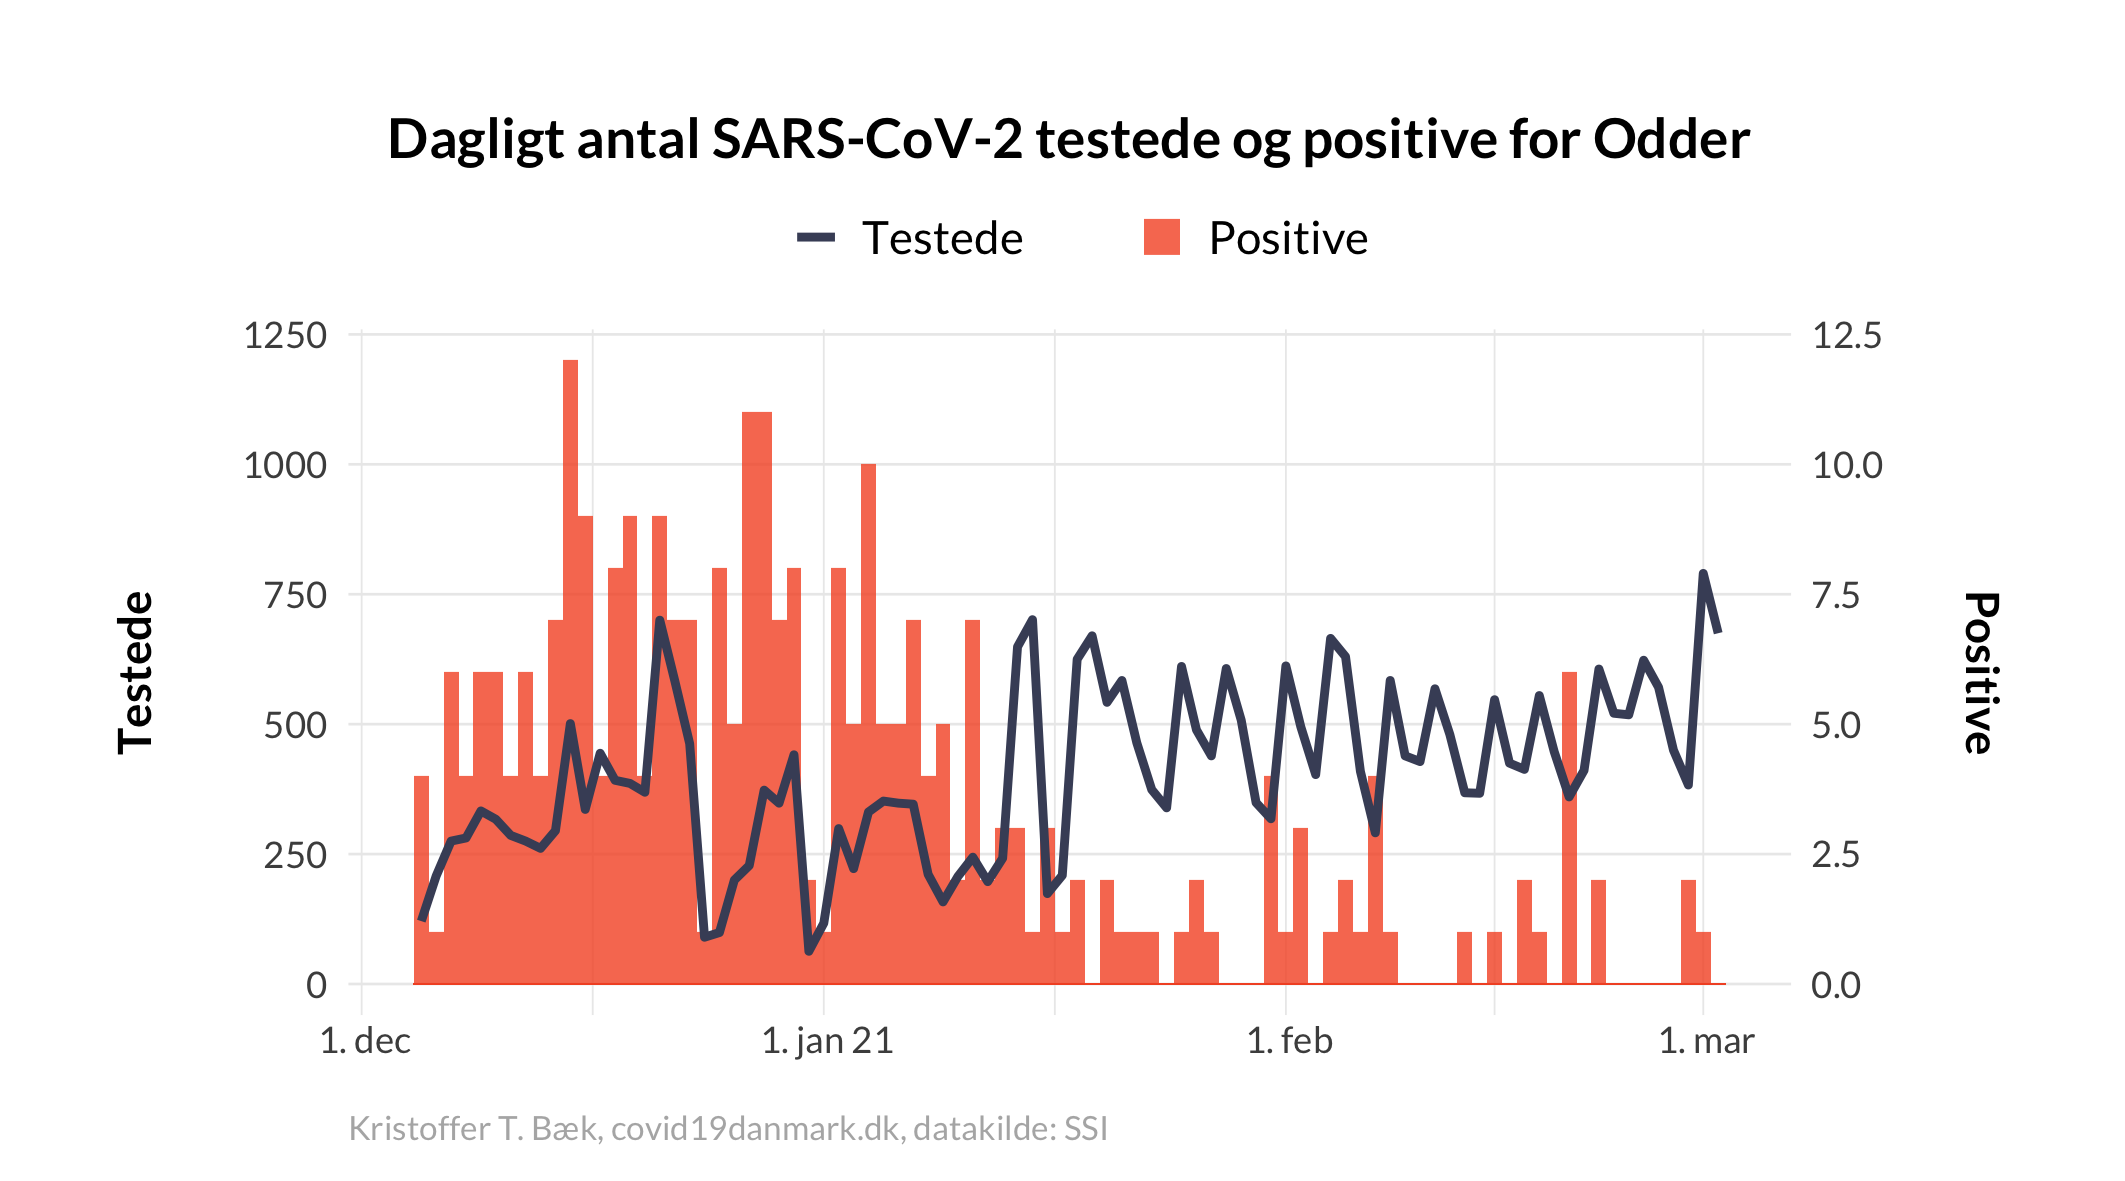 Dagligt antal SARS-CoV-2 testede og positive for Odder
Testede Positive
1250 12.5
1000 10.0
750 7.5
500 5.0
250 2.5
0 0.0
Testede
Positive
1. dec 1. jan 21 1. feb 1. mar
Kristoffer T. Bæk, covid19danmark.dk, datakilde: SSI